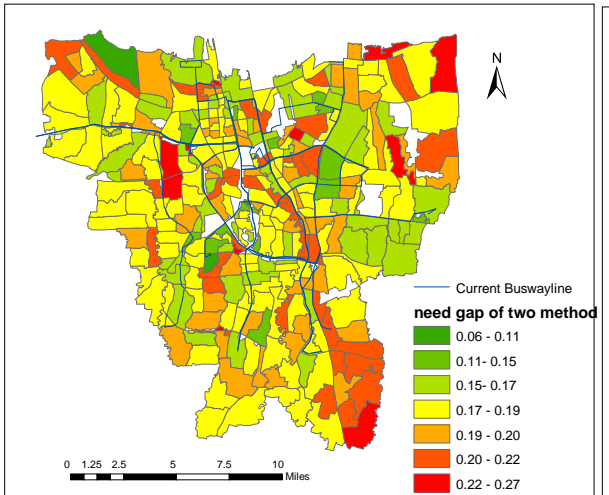 N
Current Buswayline
need gap of two method
0.06 - 0.11
0.11- 0.15
0.15- 0.17
0.17 - 0.19
0.19 - 0.20
0.20 - 0.22
0.22 - 0.27
0 1.25 2.5 5 7.5 10
Miles